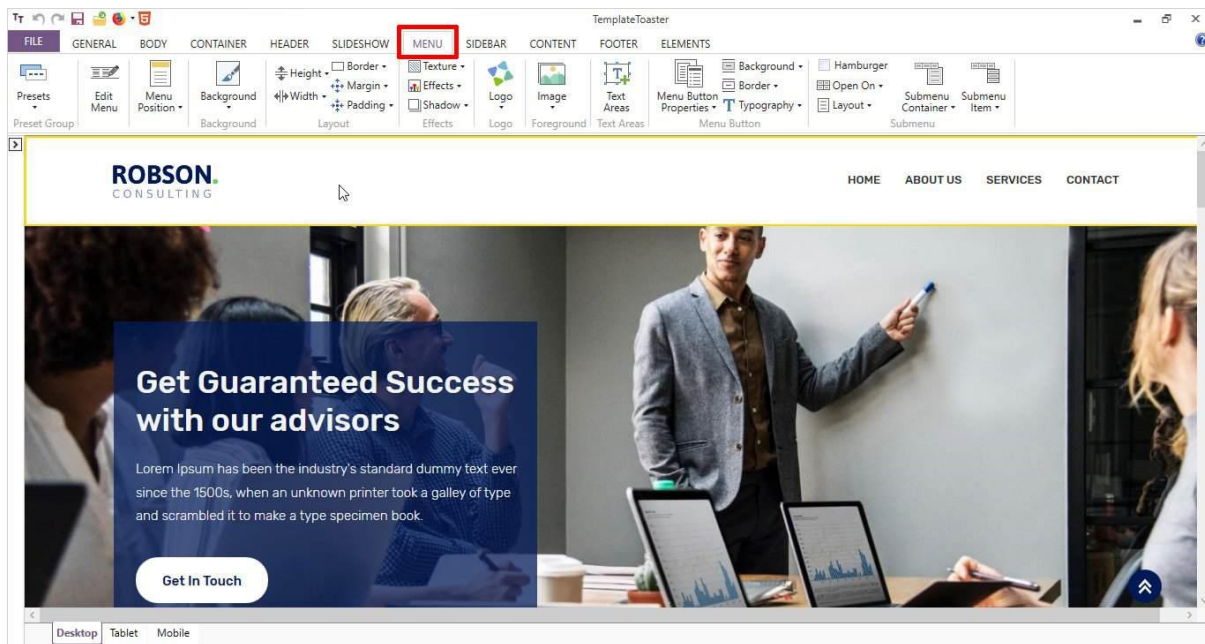 TT TemplateToaster
FILE GENERAL BODY CONTAINER HEADER SLIDESHOW MENU SIDEBAR CONTENT FOOTER ELEMENTS
Presets
Edit Menu
Menu Position
Background
Height
Width
Border
Margin
Padding
Texture
Effects
Shadow
Logo
Image
Text Areas
Menu Button Properties
Background
Border
Typography
Hamburger
Open On
Layout
Submenu Container
Submenu Item
Preset Group Background Layout Effects Logo Foreground Text Areas Menu Button Submenu
ROBSON.
CONSULTING
HOME ABOUT US SERVICES CONTACT
Get Guaranteed Success
with our advisors
Lorem Ipsum has been the industry's standard dummy text ever
since the 1500s, when an unknown printer took a galley of type
and scrambled it to make a type specimen book.
Get In Touch
Desktop Tablet Mobile